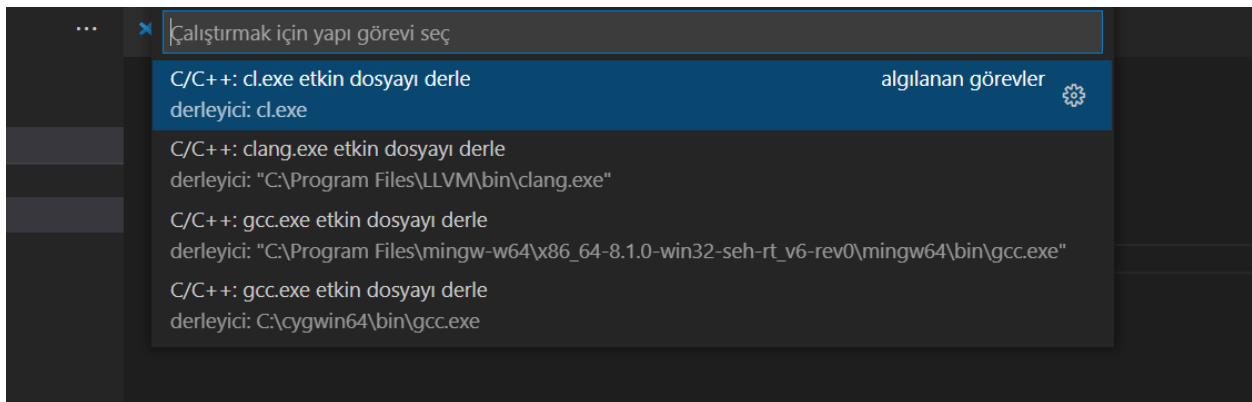 Çalıştırmak için yapı görevi seç
C/C++: cl.exe etkin dosyayı derle algılanan görevler
derleyici: cl.exe
C/C++: clang.exe etkin dosyayı derle
derleyici: "C:\Program Files\LLVM\bin\clang.exe"
C/C++: gcc.exe etkin dosyayı derle
derleyici: "C:\Program Files\mingw-w64\x86_64-8.1.0-win32-seh-rt_v6-rev0\mingw64\bin\gcc.exe"
C/C++: gcc.exe etkin dosyayı derle
derleyici: C:\cygwin64\bin\gcc.exe